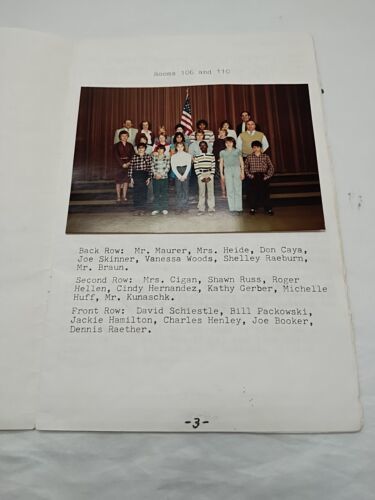 Rooms 106 and 110
Back Row: Mr. Maurer, Mrs. Heide, Don Caya,
Joe Skinner, Vanessa Woods, Shelley Raeburn,
Mr. Braun.
Second Row: Mrs. Cigan, Shawn Russ, Roger
Hellen, Cindy Hernandez, Kathy Gerber, Michelle
Huff, Mr. Kunaschk.
Front Row: David Schiestle, Bill Packowski,
Jackie Hamilton, Charles Henley, Joe Booker,
Dennis Raether.
-3-